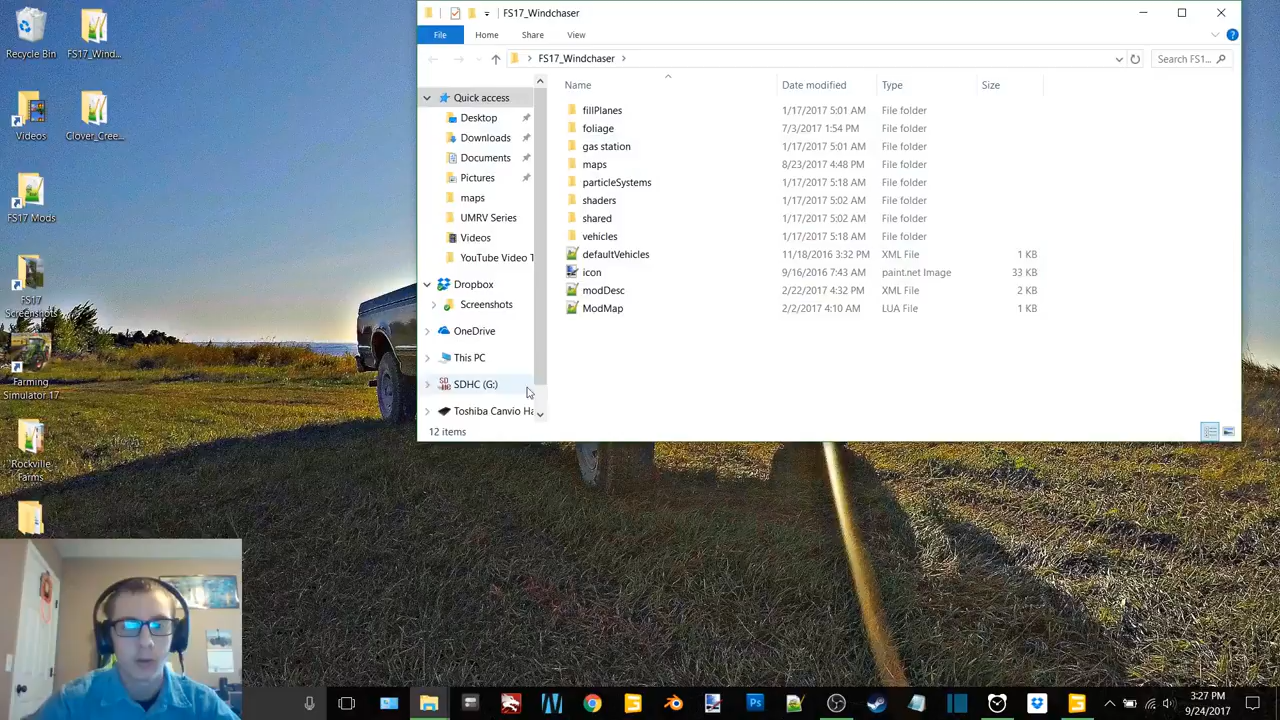 FS17_Windchaser
File
Home
Share
View
FS17_Windchaser
Search FS1...
Name
Date modified
Type
Size
Quick access
Desktop
Downloads
Documents
Pictures
maps
UMRV Series
Videos
YouTube Video T
Dropbox
Screenshots
OneDrive
This PC
SDHC (G:)
Toshiba Canvio Ha
fillPlanes 1/17/2017 5:01 AM File folder
foliage 7/3/2017 1:54 PM File folder
gas station 1/17/2017 5:01 AM File folder
maps 8/23/2017 4:48 PM File folder
particleSystems 1/17/2017 5:18 AM File folder
shaders 1/17/2017 5:02 AM File folder
shared 1/17/2017 5:02 AM File folder
vehicles 1/17/2017 5:18 AM File folder
defaultVehicles 11/18/2016 3:32 PM XML File 1 KB
icon 9/16/2016 7:43 AM paint.net Image 33 KB
modDesc 2/22/2017 4:32 PM XML File 2 KB
ModMap 2/2/2017 4:10 AM LUA File 1 KB
12 items
Recycle Bin
FS17_Wind...
Videos
Clover_Cree...
FS17 Mods
FS17
Screenshots
Farming
Simulator 17
Rockville
Farms
Ps
3:27 PM
9/24/2017